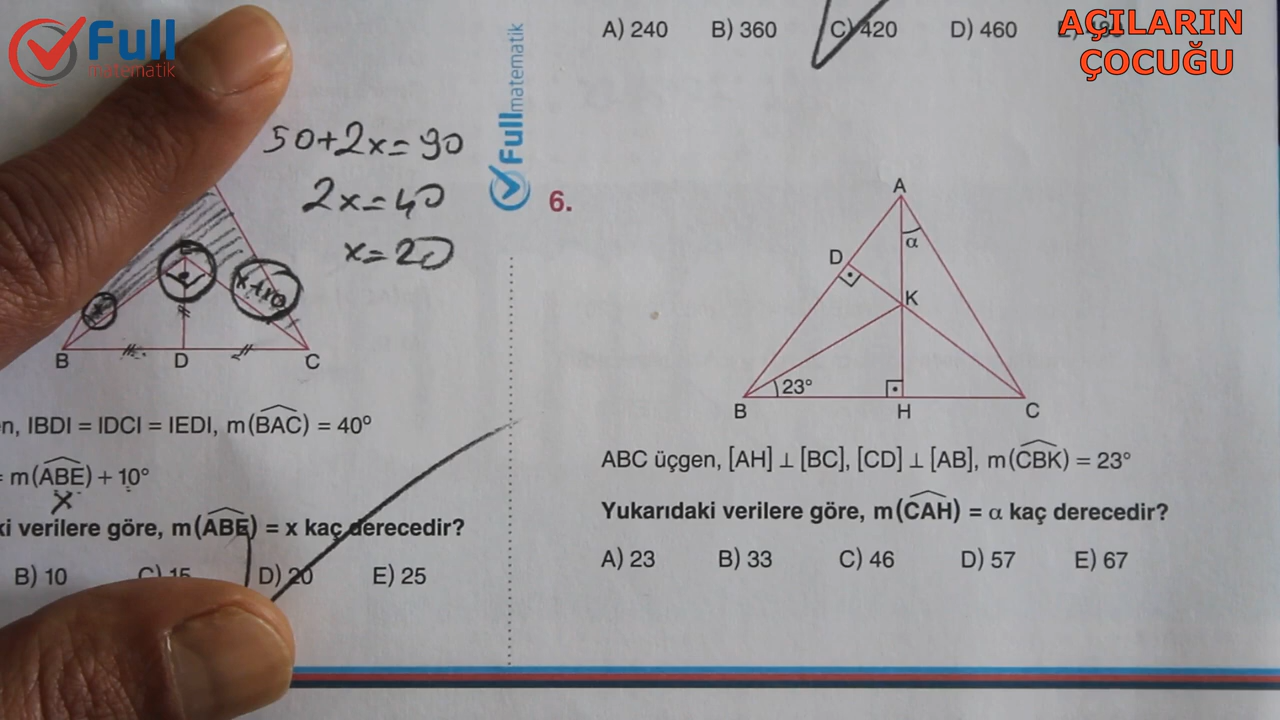 Full
matematik
AÇILARIN
ÇOCUĞU
50+2x=90
2x=40
x=20
x+10
B
D
C
n, IBDI = IDCI = IEDI, m(BAC) = 40°
= m(ABE) + 10°
x
ki verilere göre, m(ABE) = x kaç derecedir?
B) 10 C) 15 D) 20 E) 25
Fullmatematik
A) 240 B) 360 C) 420 D) 460
6.
A
α
D
K
23°
B
H
C
ABC üçgen, [AH] ⊥ [BC], [CD] ⊥ [AB], m(CBK) = 23°
Yukarıdaki verilere göre, m(CAH) = α kaç derecedir?
A) 23 B) 33 C) 46 D) 57 E) 67